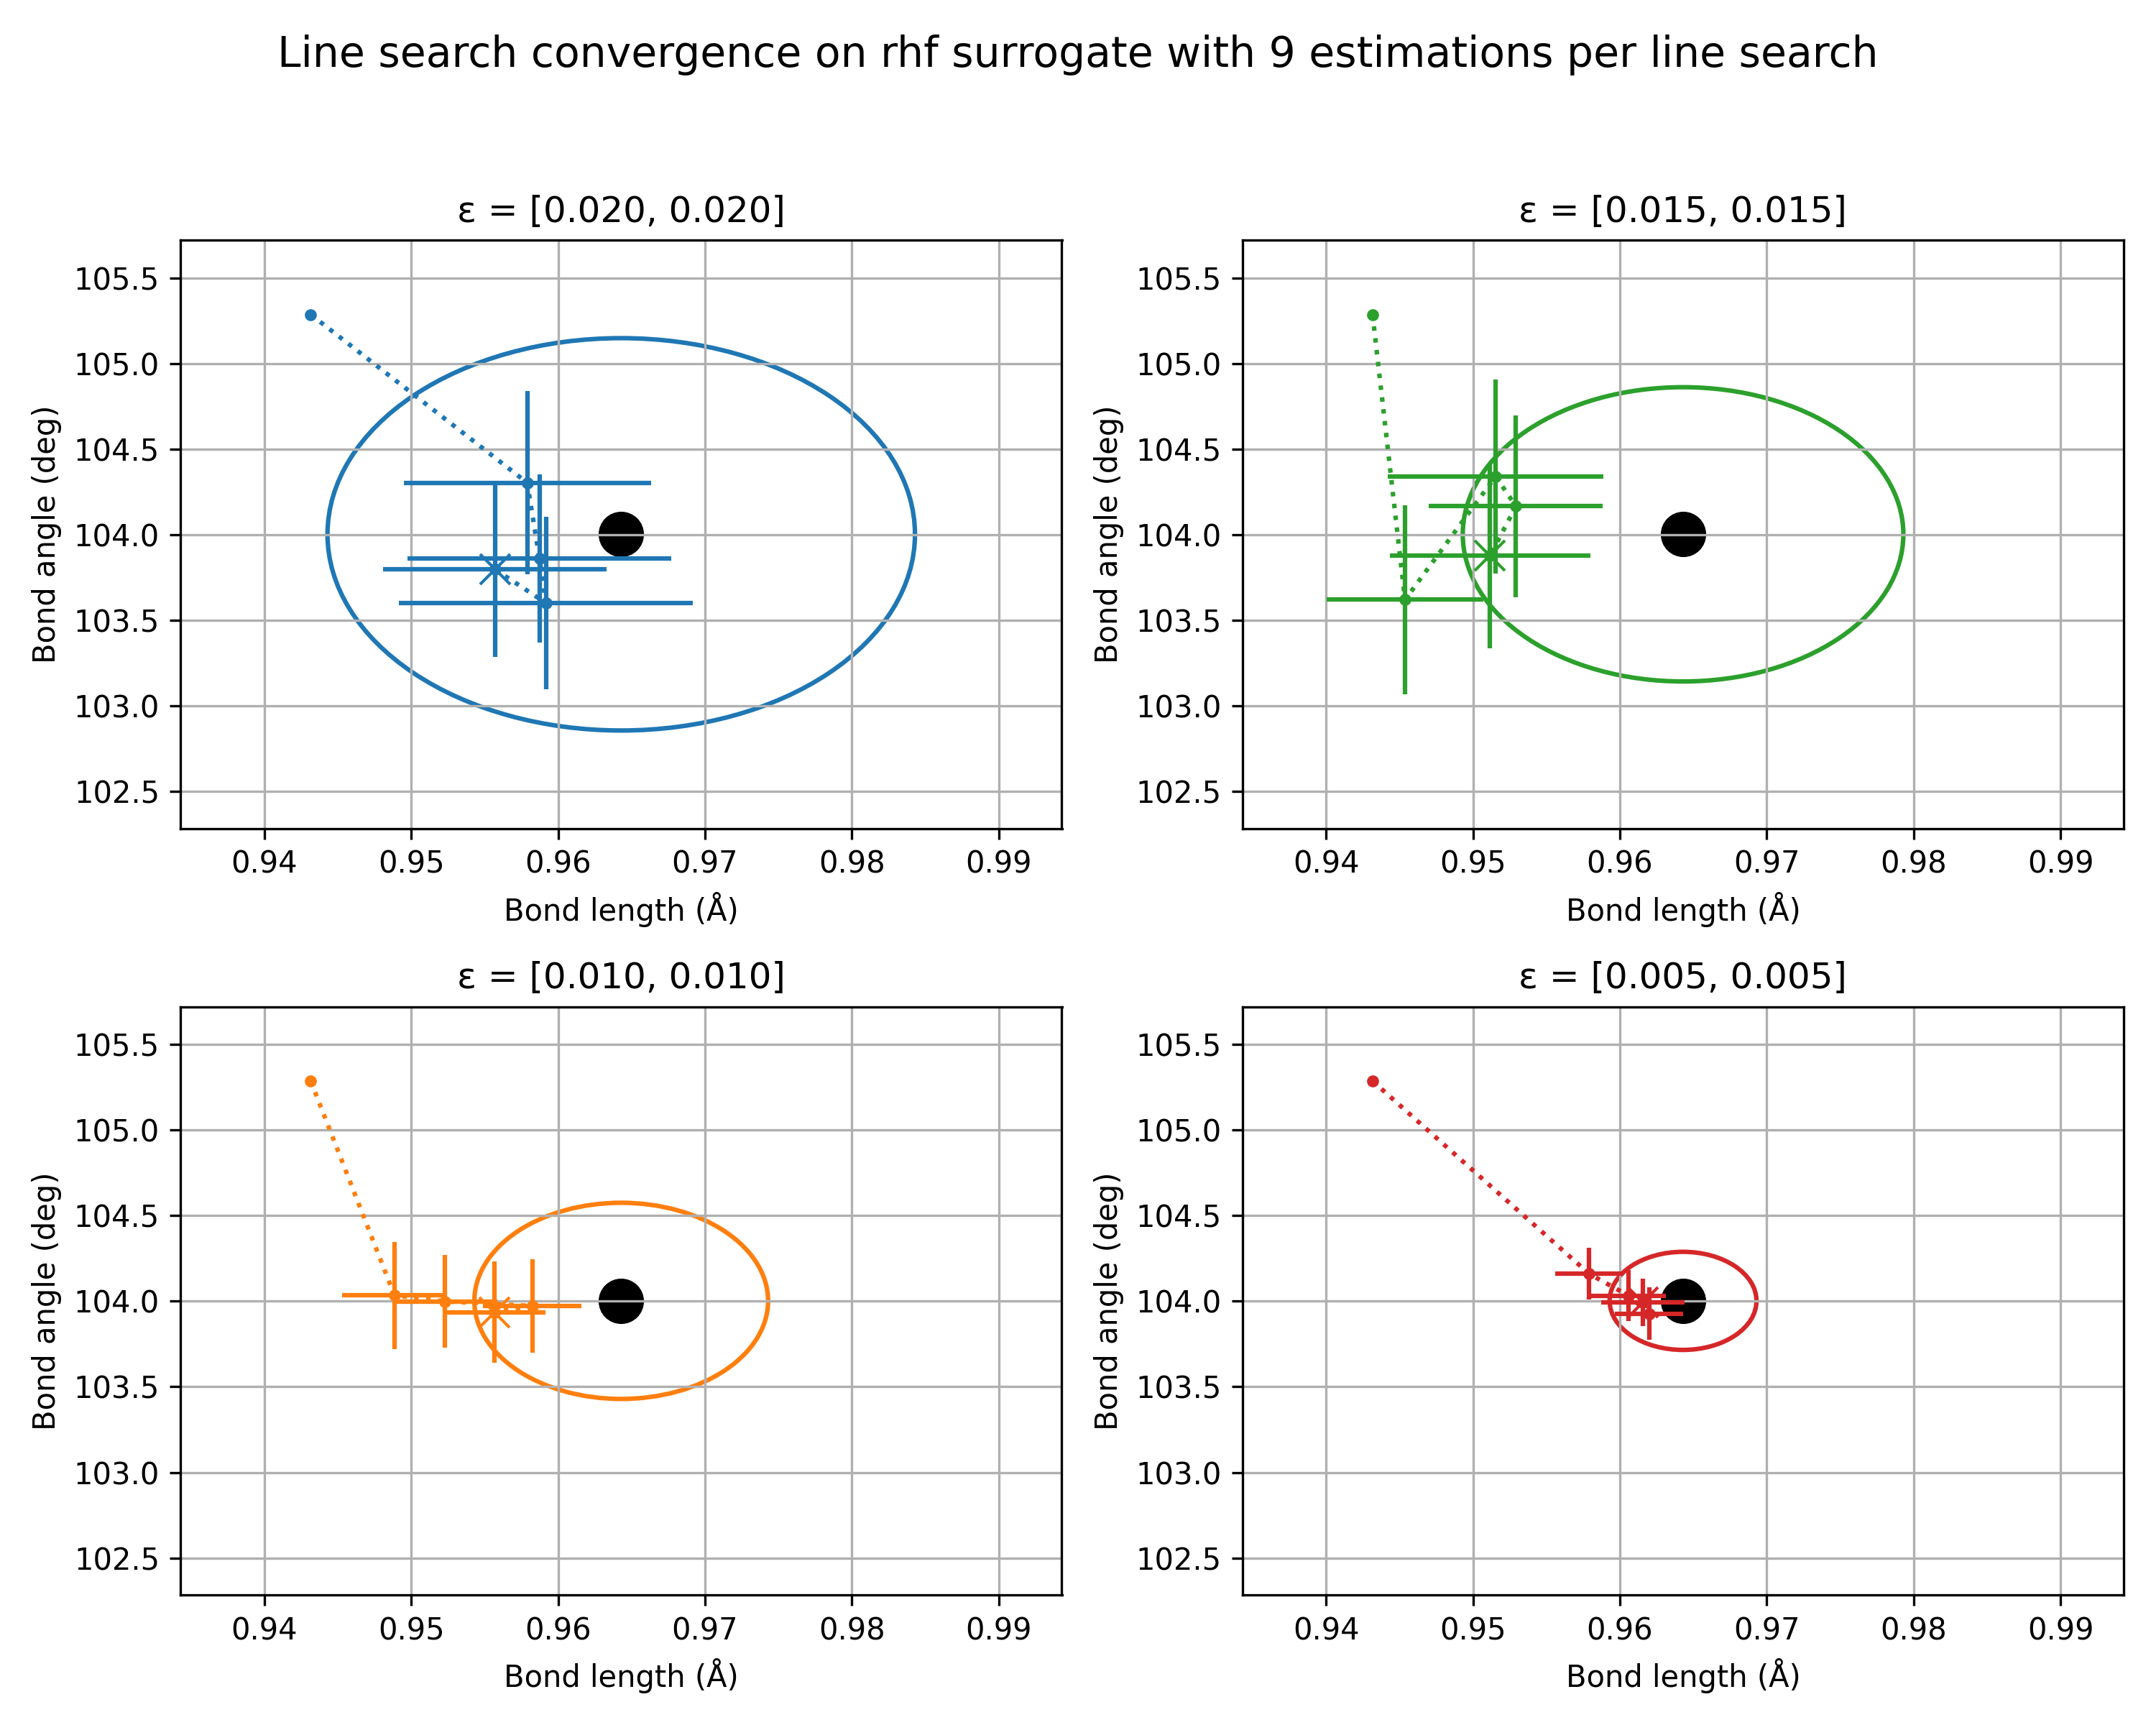 Line search convergence on rhf surrogate with 9 estimations per line search
ε = [0.020, 0.020]
105.5
105.0
104.5
104.0
103.5
103.0
102.5
Bond angle (deg)
0.94 0.95 0.96 0.97 0.98 0.99
Bond length (Å)
ε = [0.015, 0.015]
105.5
105.0
104.5
104.0
103.5
103.0
102.5
Bond angle (deg)
0.94 0.95 0.96 0.97 0.98 0.99
Bond length (Å)
ε = [0.010, 0.010]
105.5
105.0
104.5
104.0
103.5
103.0
102.5
Bond angle (deg)
0.94 0.95 0.96 0.97 0.98 0.99
Bond length (Å)
ε = [0.005, 0.005]
105.5
105.0
104.5
104.0
103.5
103.0
102.5
Bond angle (deg)
0.94 0.95 0.96 0.97 0.98 0.99
Bond length (Å)